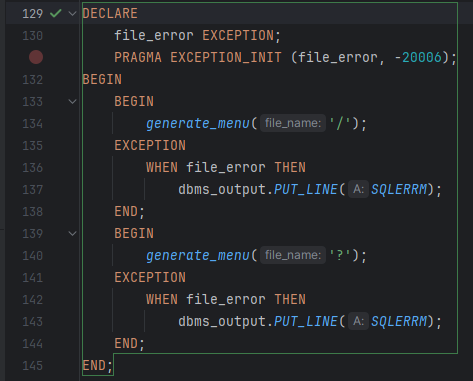 129 DECLARE
130     file_error EXCEPTION;
    PRAGMA EXCEPTION_INIT (file_error, -20006);
132 BEGIN
133     BEGIN
134         generate_menu( file_name: '/');
135     EXCEPTION
136         WHEN file_error THEN
137             dbms_output.PUT_LINE( A: SQLERRM);
138     END;
139     BEGIN
140         generate_menu( file_name: '?');
141     EXCEPTION
142         WHEN file_error THEN
143             dbms_output.PUT_LINE( A: SQLERRM);
144     END;
145 END;